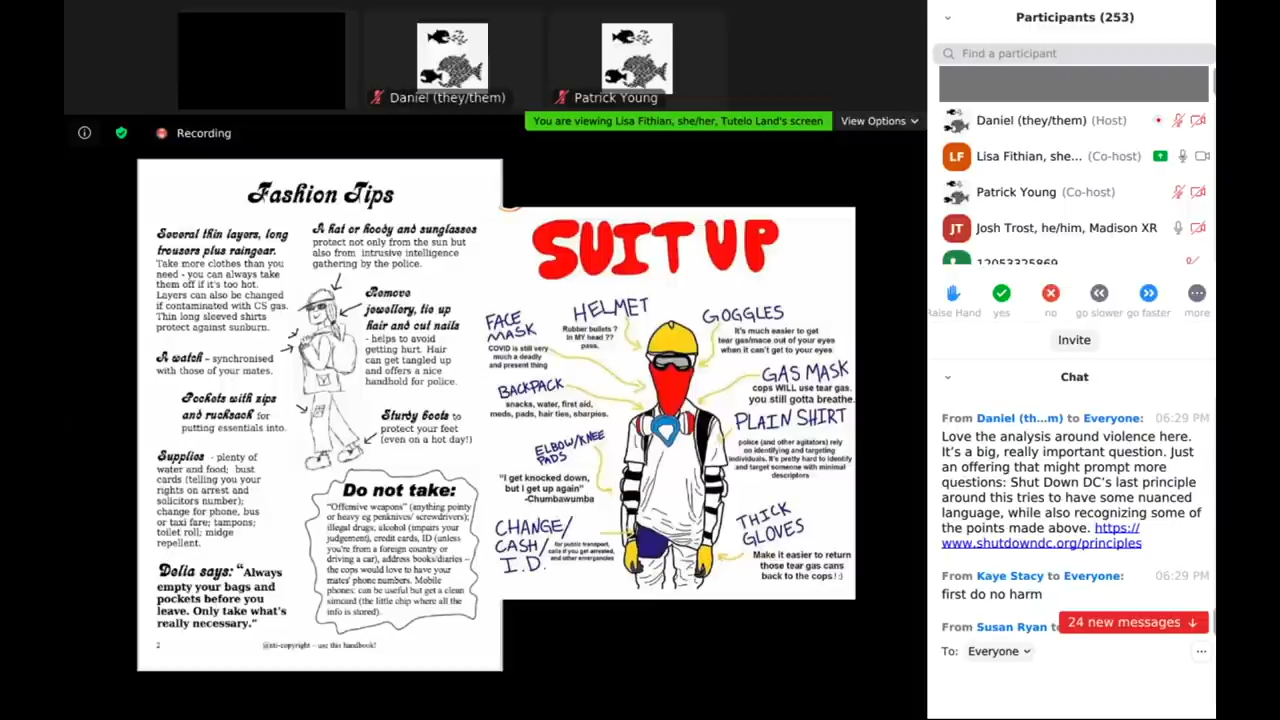 Daniel (they/them)
Patrick Young
You are viewing Lisa Fithian, she/her, Tutelo Land's screen
View Options
Recording
Fashion Tips
Several thin layers, long
trousers plus raingear.
Take more clothes than you
need - you can always take
them off if it's too hot.
Layers can also be changed
if contaminated with CS gas.
Thin long sleeved shirts
protect against sunburn.
A watch - synchronised
with those of your mates.
Pockets with zips
and rucksack for
putting essentials into.
Supplies - plenty of
water and food; bust
cards (telling you your
rights on arrest and
solicitors number);
change for phone, bus
or taxi fare; tampons;
toilet roll; midge
repellent.
Delia says: "Always
empty your bags and
pockets before you
leave. Only take what's
really necessary."
A hat or hoody and sunglasses
protect not only from the sun but
also from intrusive intelligence
gathering by the police.
Remove
jewellory, tie up
hair and cut nails
- helps to avoid
getting hurt. Hair
can get tangled up
and offers a nice
handhold for police.
Sturdy boots to
protect your feet
(even on a hot day!)
Do not take:
"Offensive weapons" (anything pointy
or heavy eg penknives/ screwdrivers);
illegal drugs, alcohol (impairs your
judgement), credit cards, ID (unless
you're from a foreign country or
driving a car), address books/diaries –
the cops would love to have your
mates' phone numbers. Mobile
phones: can be useful but get a clean
simcard (the little chip where all the
info is stored).
2
@nti-copyright – use this handbook!
SUIT UP
FACE
MASK
COVID is still very
much a deadly
and present thing
HELMET
Rubber bullets ?
in MY head ??
pass.
GOGGLES
It's much easier to get
tear gas/mace out of your eyes
when it can't get to your eyes
BACKPACK
snacks, water, first aid,
meds, pads, hair ties, sharpies.
GAS MASK
cops WILL use tear gas.
you still gotta breathe.
PLAIN SHIRT
police (and other agitators) rely
on identifying and targeting
individuals. It's pretty hard to identify
and target someone with minimal
descriptors
ELBOW/KNEE
PADS
"I get knocked down,
but I get up again"
-Chumbawumba
CHANGE/
CASH/
I.D.
for public transport,
calls if you get arrested,
and other emergencies
THICK
GLOVES
Make it easier to return
those tear gas cans
back to the cops! :)
Participants (253)
Find a participant
Daniel (they/them) (Host)
LF
Lisa Fithian, she... (Co-host)
Patrick Young (Co-host)
JT
Josh Trost, he/him, Madison XR
12053325869
Raise Hand
yes
no
go slower
go faster
more
Invite
Chat
From Daniel (th...m) to Everyone: 06:29 PM
Love the analysis around violence here.
It's a big, really important question. Just
an offering that might prompt more
questions: Shut Down DC's last principle
around this tries to have some nuanced
language, while also recognizing some of
the points made above. https://
www.shutdowndc.org/principles
From Kaye Stacy to Everyone: 06:29 PM
first do no harm
From Susan Ryan to
24 new messages
To: Everyone